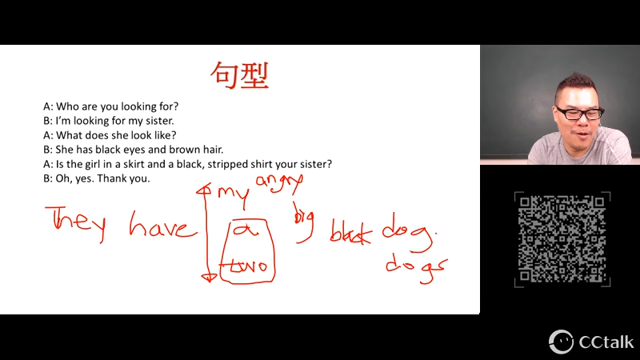 句型
A: Who are you looking for?
B: I'm looking for my sister.
A: What does she look like?
B: She has black eyes and brown hair.
A: Is the girl in a skirt and a black, stripped shirt your sister?
B: Oh, yes. Thank you.
my angry
They have a big black dog.
two dogs
CCtalk